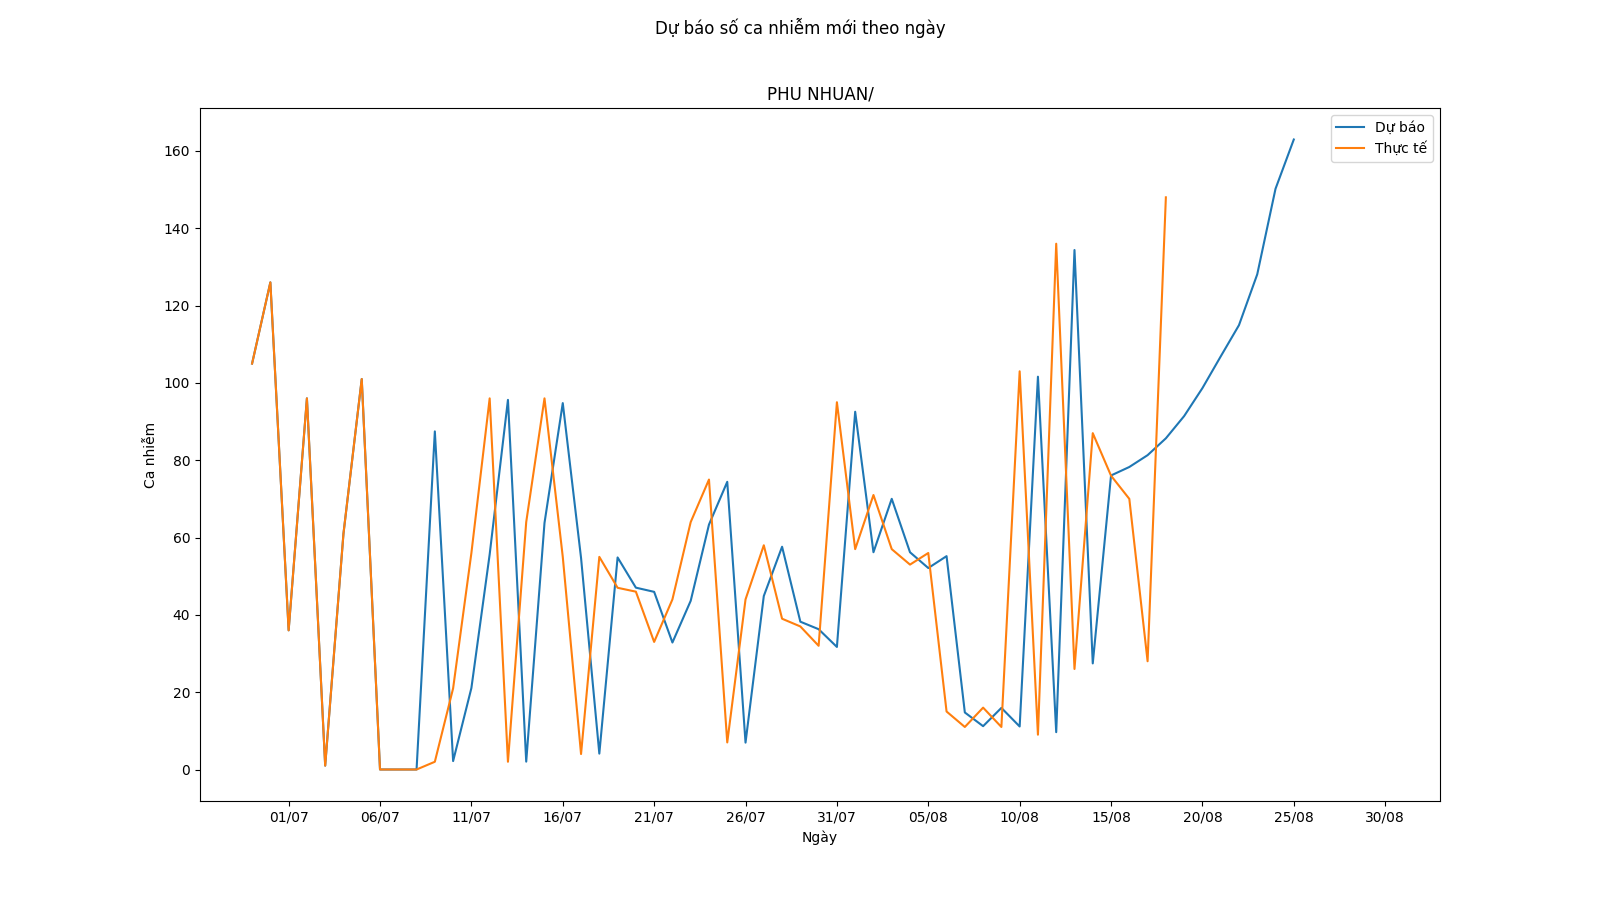 Dự báo số ca nhiễm mới theo ngày
PHU NHUAN/
Dự báo
Thực tế
160
140
120
100
80
60
40
20
0
Ca nhiễm
01/07 06/07 11/07 16/07 21/07 26/07 31/07 05/08 10/08 15/08 20/08 25/08 30/08
Ngày